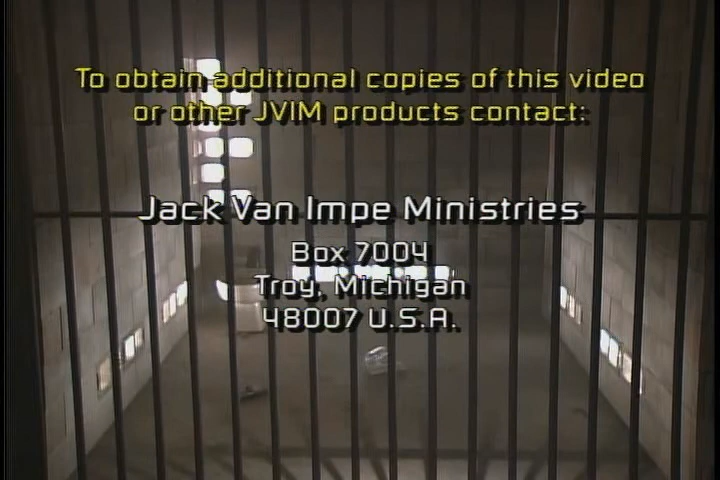 To obtain additional copies of this video
or other JVIM products contact:
Jack Van Impe Ministries
Box 7004
Troy, Michigan
48007 U.S.A.